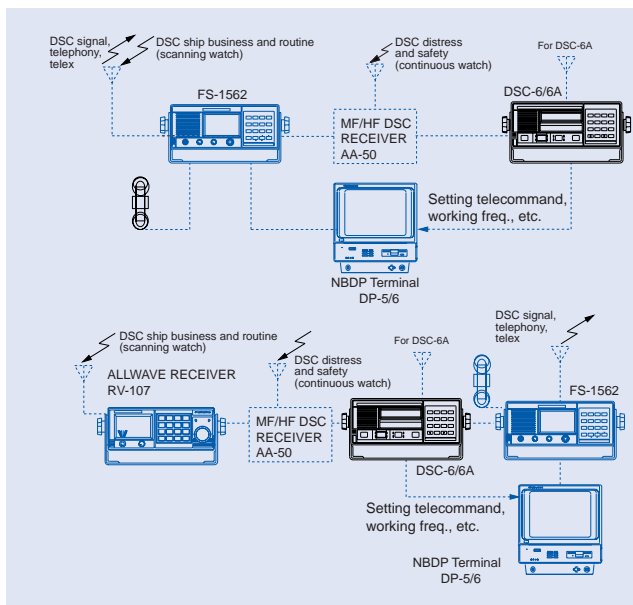 DSC signal,
telephony,
telex
DSC ship business and routine
(scanning watch)
DSC distress
and safety
(continuous watch)
For DSC-6A
FS-1562
DSC-6/6A
MF/HF DSC
RECEIVER
AA-50
Setting telecommand,
working freq., etc.
NBDP Terminal
DP-5/6
DSC ship business and routine
(scanning watch)
ALLWAVE RECEIVER
RV-107
DSC distress
and safety
(continuous watch)
For DSC-6A
DSC signal,
telephony,
telex
FS-1562
MF/HF DSC
RECEIVER
AA-50
DSC-6/6A
Setting telecommand,
working freq., etc.
NBDP Terminal
DP-5/6